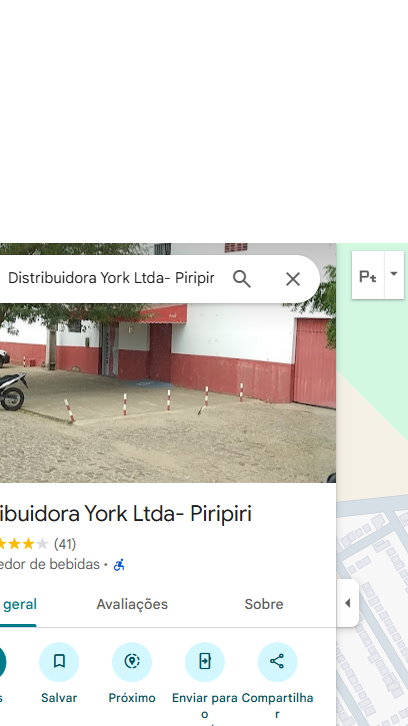 Distribuidora York Ltda- Piripir
Pt
ribuidora York Ltda- Piripiri
(41)
edor de bebidas ·
geral
Avaliações
Sobre
s
Salvar
Próximo
Enviar para o
Compartilhar